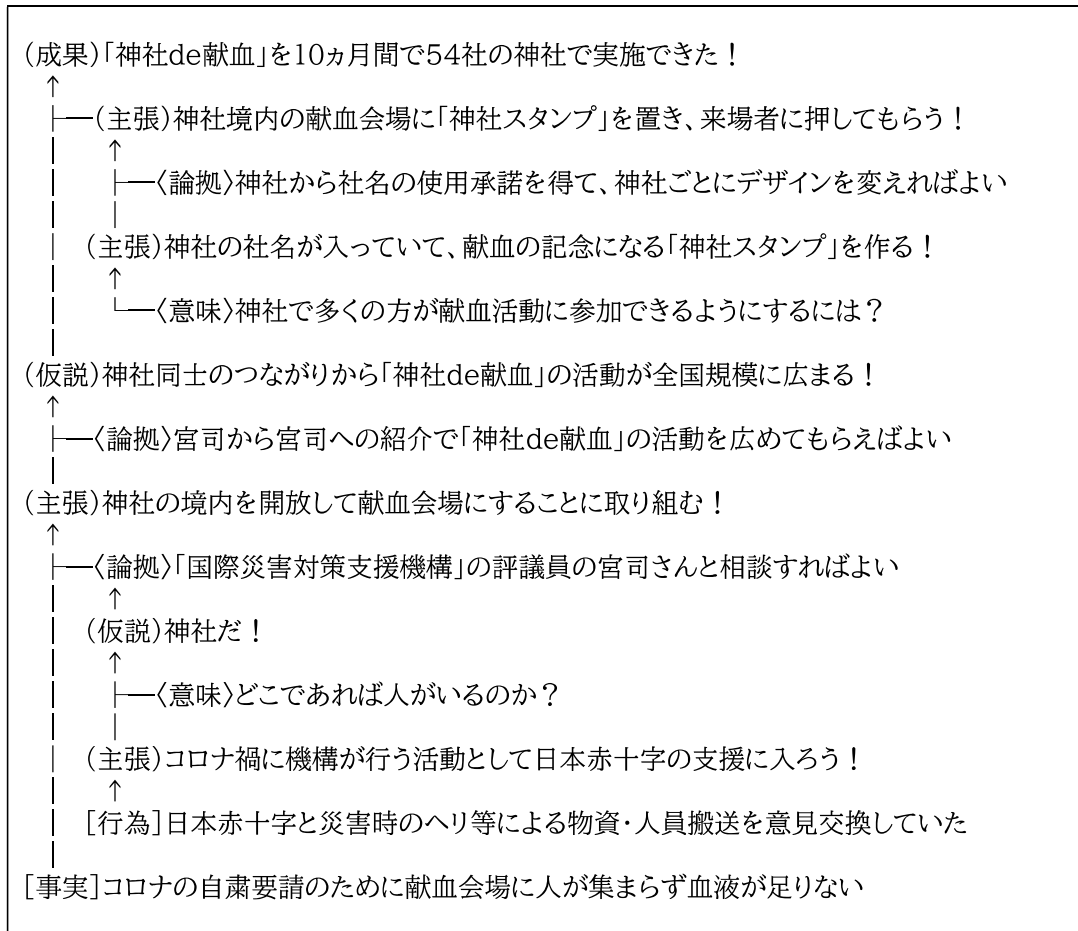 (成果)「神社de献血」を10ヵ月間で54社の神社で実施できた!
(主張)神社境内の献血会場に「神社スタンプ」を置き、来場者に押してもらう!
〈論拠〉神社から社名の使用承諾を得て、神社ごとにデザインを変えればよい
(主張)神社の社名が入っていて、献血の記念になる「神社スタンプ」を作る!
〈意味〉神社で多くの方が献血活動に参加できるようにするには?
(仮説)神社同士のつながりから「神社de献血」の活動が全国規模に広まる!
〈論拠〉宮司から宮司への紹介で「神社de献血」の活動を広めてもらえばよい
(主張)神社の境内を開放して献血会場にすることに取り組む!
〈論拠〉「国際災害対策支援機構」の評議員の宮司さんと相談すればよい
(仮説)神社だ!
〈意味〉どこであれば人がいるのか?
(主張)コロナ禍に機構が行う活動として日本赤十字の支援に入ろう!
[行為]日本赤十字と災害時のヘリ等による物資・人員搬送を意見交換していた
[事実]コロナの自粛要請のために献血会場に人が集まらず血液が足りない